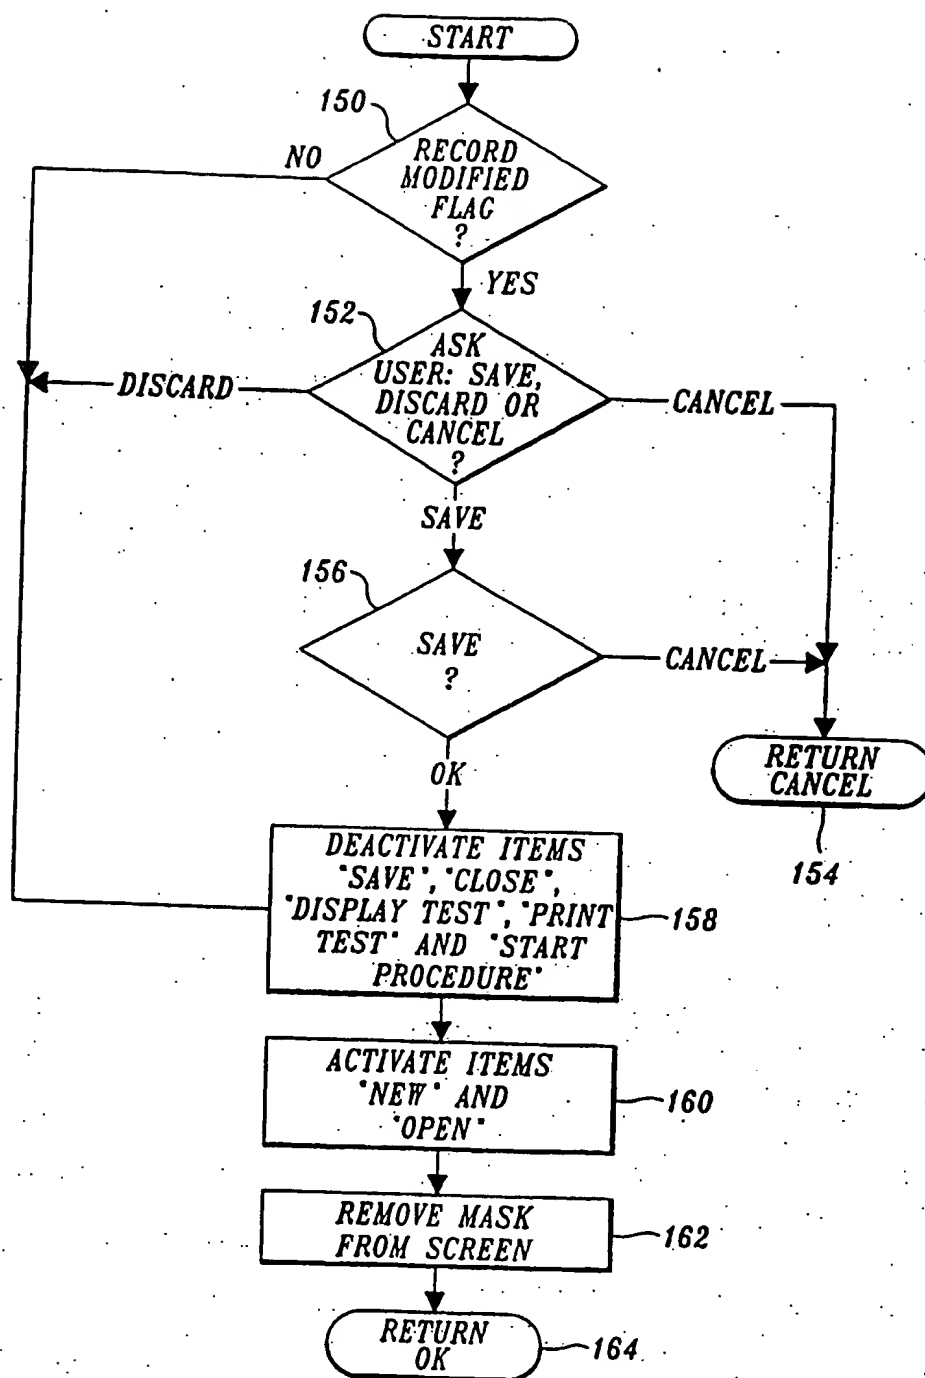 START
150
RECORD
MODIFIED
FLAG
?
NO
YES
152
ASK
USER: SAVE,
DISCARD OR
CANCEL
?
DISCARD
CANCEL
SAVE
156
SAVE
?
CANCEL
RETURN
CANCEL
154
OK
DEACTIVATE ITEMS
"SAVE", "CLOSE",
"DISPLAY TEST", "PRINT
TEST" AND "START
PROCEDURE"
158
ACTIVATE ITEMS
"NEW" AND
"OPEN"
160
REMOVE MASK
FROM SCREEN
162
RETURN
OK
164